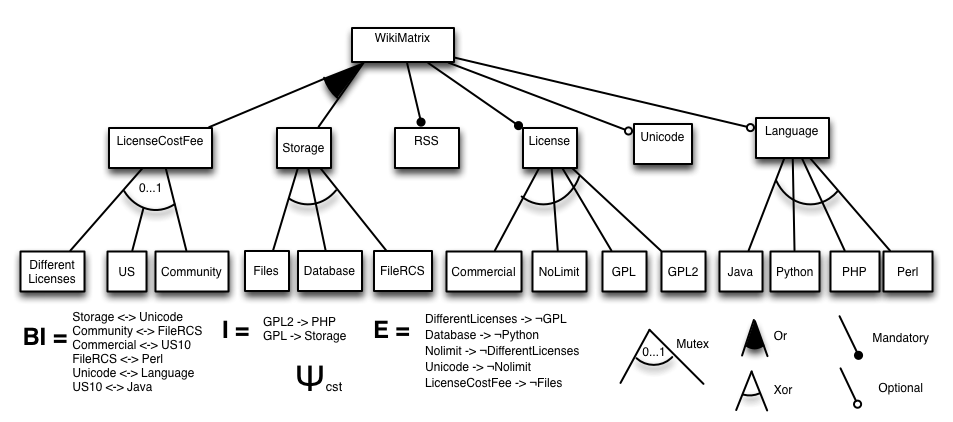 WikiMatrix
LicenseCostFee
Storage
RSS
License
Unicode
Language
0...1
Different
Licenses
US
Community
Files
Database
FileRCS
Commercial
NoLimit
GPL
GPL2
Java
Python
PHP
Perl
BI =
Storage <-> Unicode
Community <-> FileRCS
Commercial <-> US10
FileRCS <-> Perl
Unicode <-> Language
US10 <-> Java
I =
GPL2 -> PHP
GPL -> Storage
Ψcst
E =
DifferentLicenses -> ¬GPL
Database -> ¬Python
Nolimit -> ¬DifferentLicenses
Unicode -> ¬Nolimit
LicenseCostFee -> ¬Files
0...1
Mutex
Or
Xor
Mandatory
Optional